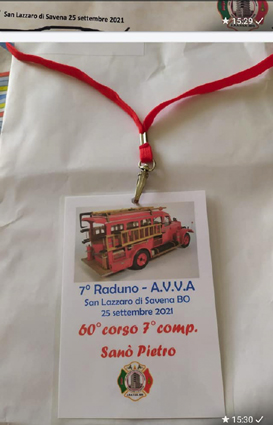 San Lazzaro di Savena 25 settembre 2021
15:29
7° Raduno - A.V.V.A
San Lazzaro di Savena BO
25 settembre 2021
60° corso 7° comp.
Sanò Pietro
15:30